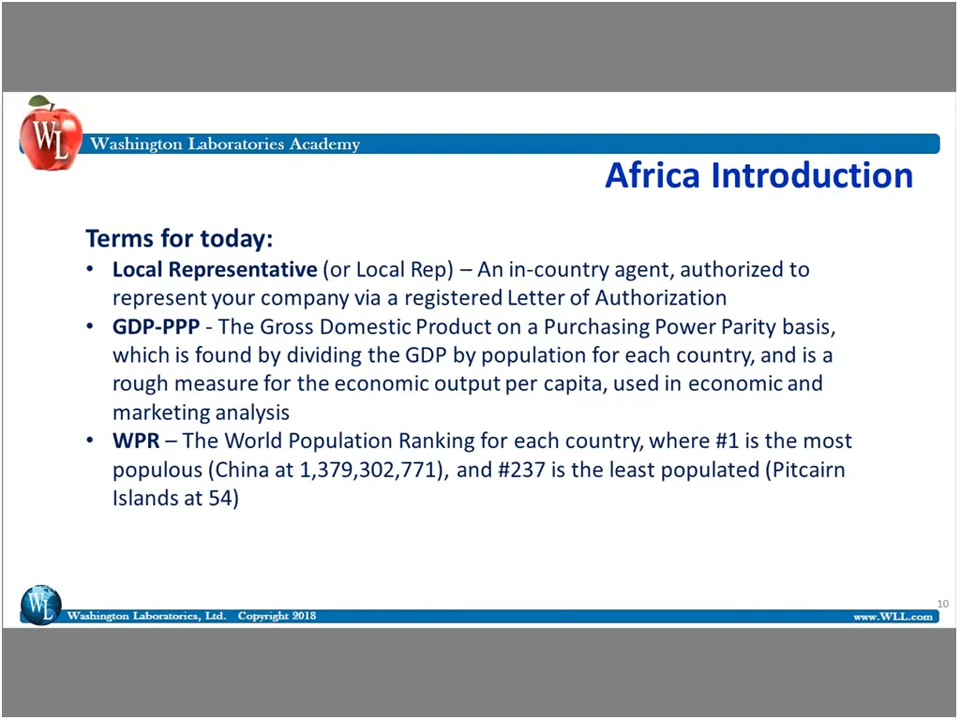 WL
Washington Laboratories Academy
Africa Introduction
Terms for today:
• Local Representative (or Local Rep) – An in-country agent, authorized to
represent your company via a registered Letter of Authorization
• GDP-PPP - The Gross Domestic Product on a Purchasing Power Parity basis,
which is found by dividing the GDP by population for each country, and is a
rough measure for the economic output per capita, used in economic and
marketing analysis
• WPR – The World Population Ranking for each country, where #1 is the most
populous (China at 1,379,302,771), and #237 is the least populated (Pitcairn
Islands at 54)
10
WL
Washington Laboratories, Ltd. Copyright 2018
www.WLL.com